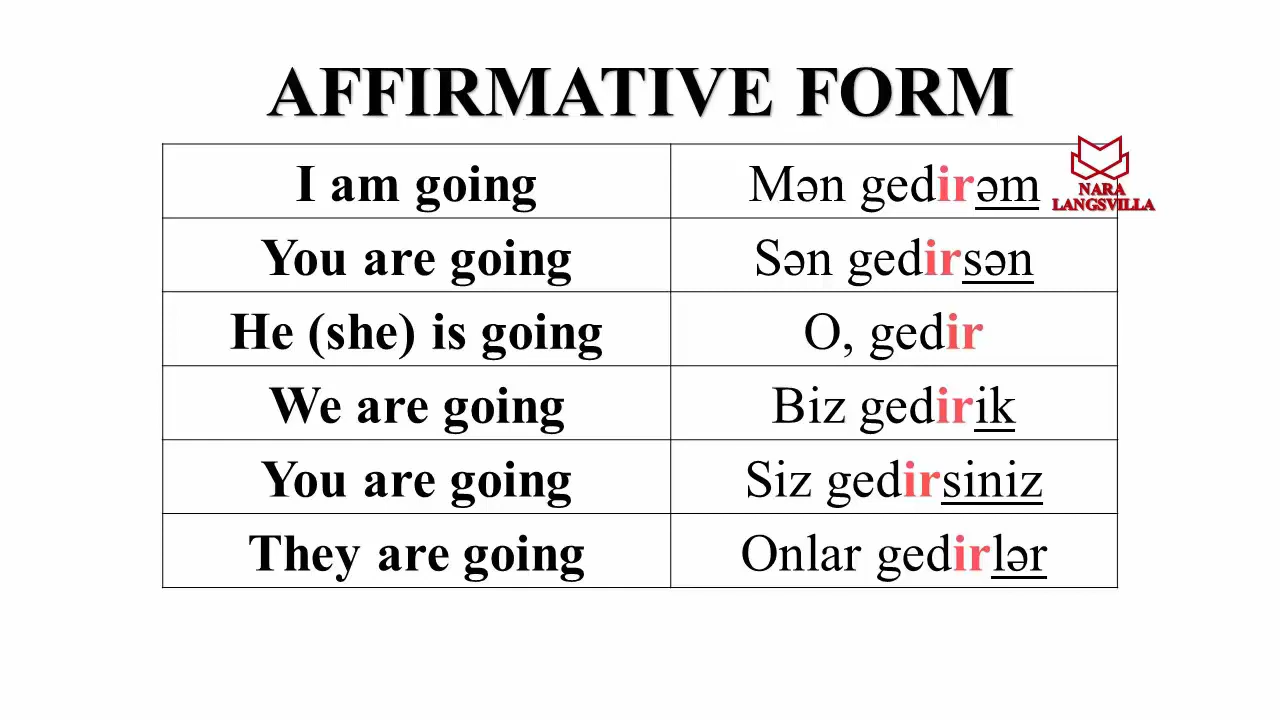 AFFIRMATIVE FORM
I am going Mən gedirəm
NARA
LANGSVILLA
You are going Sən gedirsən
He (she) is going O, gedir
We are going Biz gedirik
You are going Siz gedirsiniz
They are going Onlar gedirlər